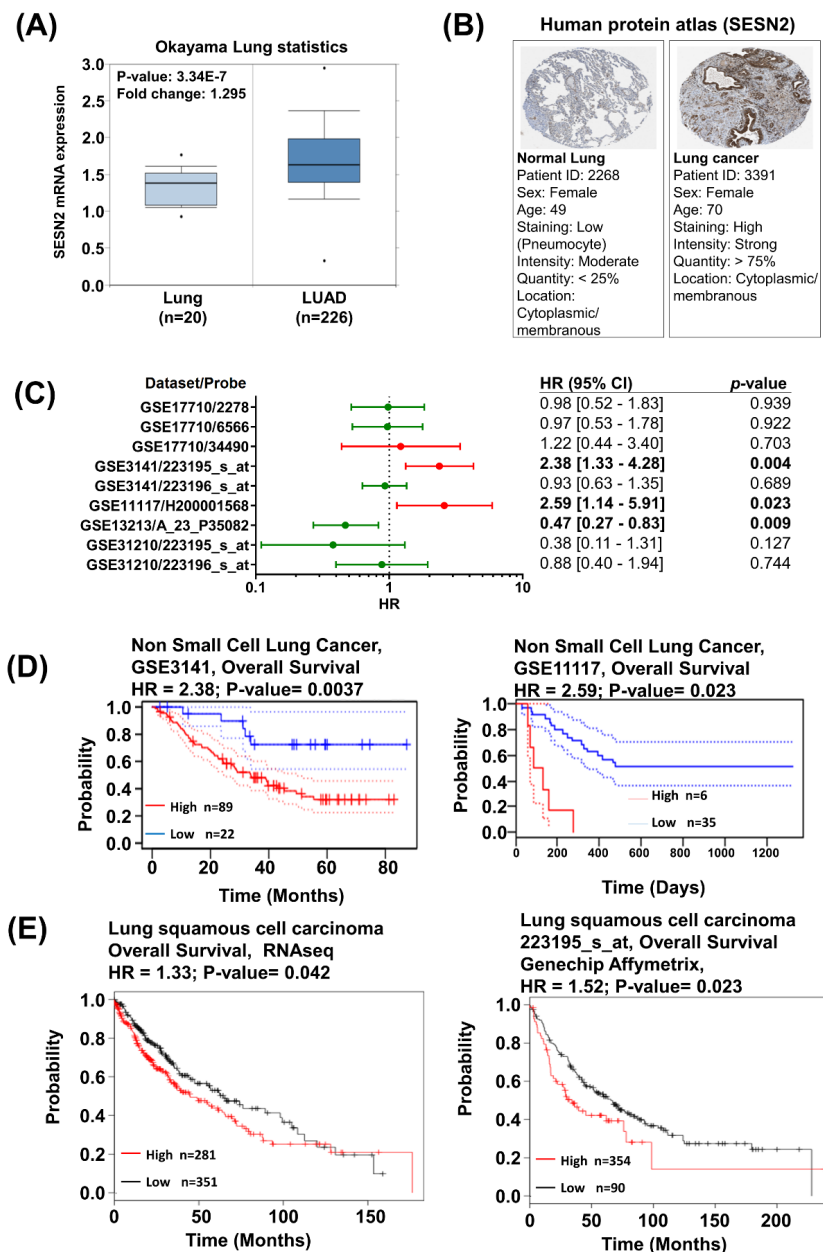 (A)
Okayama Lung statistics
P-value: 3.34E-7
Fold change: 1.295
SESN2 mRNA expression
3.0
2.5
2.0
1.5
1.0
0.5
0.0
Lung
(n=20)
LUAD
(n=226)
(B)
Human protein atlas (SESN2)
Normal Lung
Patient ID: 2268
Sex: Female
Age: 49
Staining: Low
(Pneumocyte)
Intensity: Moderate
Quantity: < 25%
Location:
Cytoplasmic/
membranous
Lung cancer
Patient ID: 3391
Sex: Female
Age: 70
Staining: High
Intensity: Strong
Quantity: > 75%
Location: Cytoplasmic/
membranous
(C)
Dataset/Probe HR (95% CI) p-value
GSE17710/2278 0.98 [0.52 - 1.83] 0.939
GSE17710/6566 0.97 [0.53 - 1.78] 0.922
GSE17710/34490 1.22 [0.44 - 3.40] 0.703
GSE3141/223195_s_at 2.38 [1.33 - 4.28] 0.004
GSE3141/223196_s_at 0.93 [0.63 - 1.35] 0.689
GSE11117/H200001568 2.59 [1.14 - 5.91] 0.023
GSE13213/A_23_P35082 0.47 [0.27 - 0.83] 0.009
GSE31210/223195_s_at 0.38 [0.11 - 1.31] 0.127
GSE31210/223196_s_at 0.88 [0.40 - 1.94] 0.744
0.1 1 10
HR
(D)
Non Small Cell Lung Cancer,
GSE3141, Overall Survival
HR = 2.38; P-value= 0.0037
Probability
1.0
0.8
0.6
0.4
0.2
0.0
High n=89
Low n=22
0 20 40 60 80
Time (Months)
Non Small Cell Lung Cancer,
GSE11117, Overall Survival
HR = 2.59; P-value = 0.023
Probability
1.0
0.8
0.6
0.4
0.2
0.0
High n=6
Low n=35
0 200 400 600 800 1000 1200
Time (Days)
(E)
Lung squamous cell carcinoma
Overall Survival, RNAseq
HR = 1.33; P-value= 0.042
Probability
1.0
0.8
0.6
0.4
0.2
0.0
High n=281
Low n=351
0 50 100 150
Time (Months)
Lung squamous cell carcinoma
223195_s_at, Overall Survival
Genechip Affymetrix,
HR = 1.52; P-value= 0.023
Probability
1.0
0.8
0.6
0.4
0.2
0.0
High n=354
Low n=90
0 50 100 150 200
Time (Months)